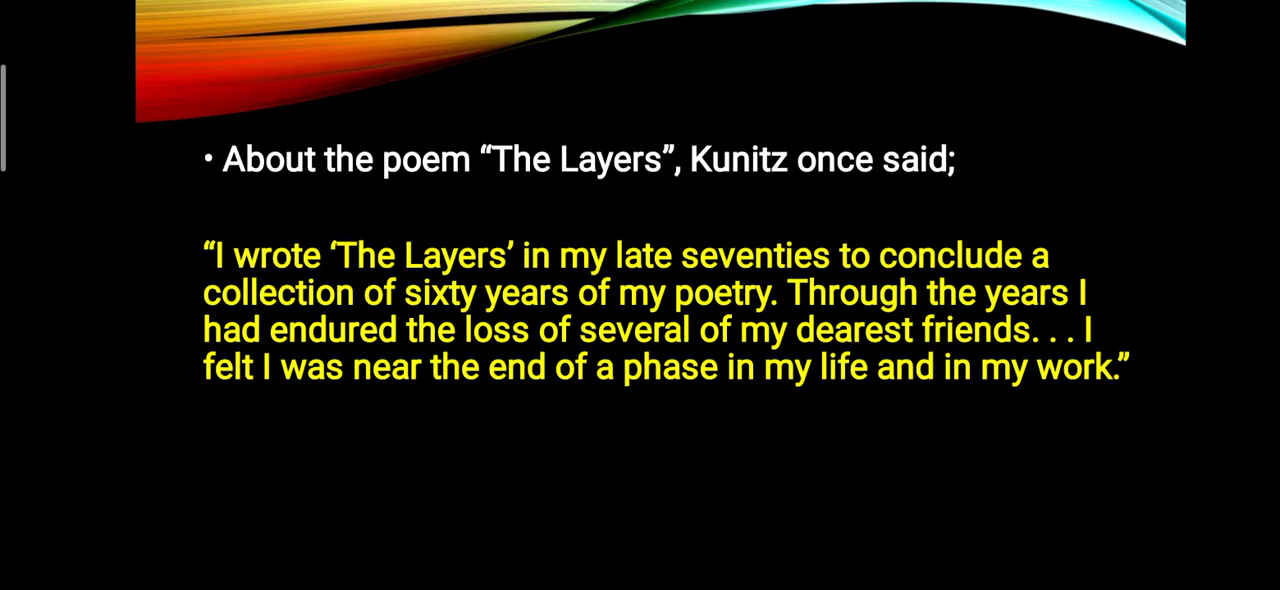 • About the poem “The Layers”, Kunitz once said;
“I wrote ‘The Layers’ in my late seventies to conclude a
collection of sixty years of my poetry. Through the years I
had endured the loss of several of my dearest friends. . . I
felt I was near the end of a phase in my life and in my work.”